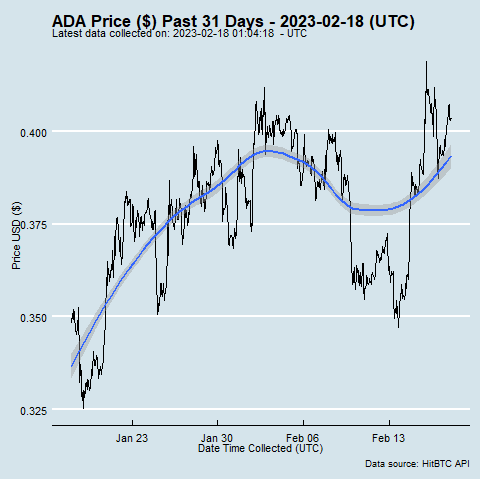 ADA Price ($) Past 31 Days - 2023-02-18 (UTC)
Latest data collected on: 2023-02-18 01:04:18 - UTC
0.400
0.375
0.350
0.325
Price USD ($)
Jan 23 Jan 30 Feb 06 Feb 13
Date Time Collected (UTC)
Data source: HitBTC API